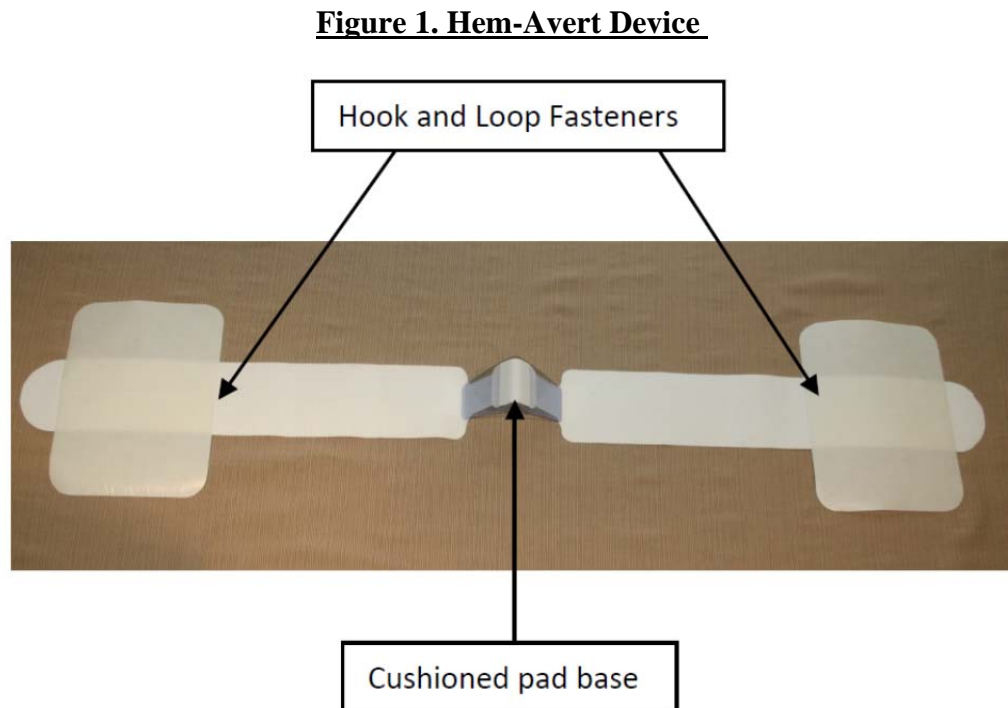 Figure 1. Hem-Avert Device
Hook and Loop Fasteners
Cushioned pad base